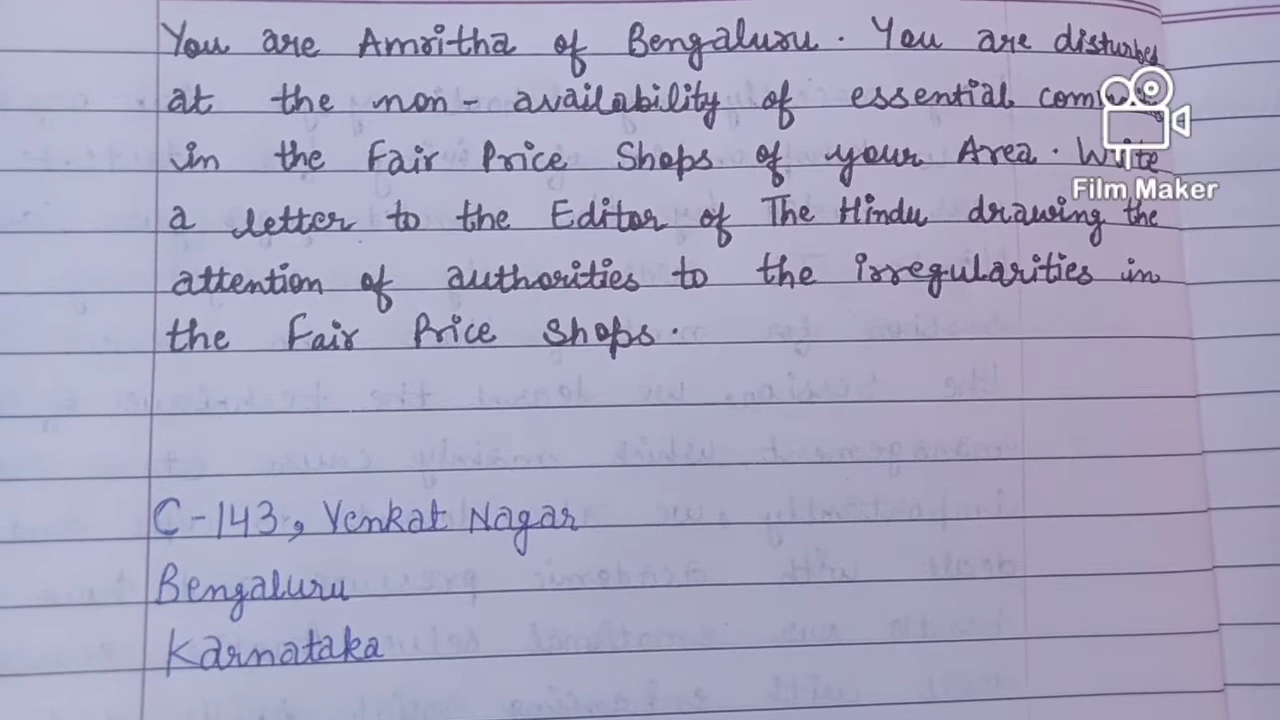 You are Amritha of Bengaluru. You are disturbed
at the non-availability of essential
in the Fair Price Shops of your Area. Write
a letter to the Editor of The Hindu drawing the
attention of authorities to the irregularities in
the Fair Price Shops.
C-143, Venkat Nagar
Bengaluru
Karnataka
Film Maker